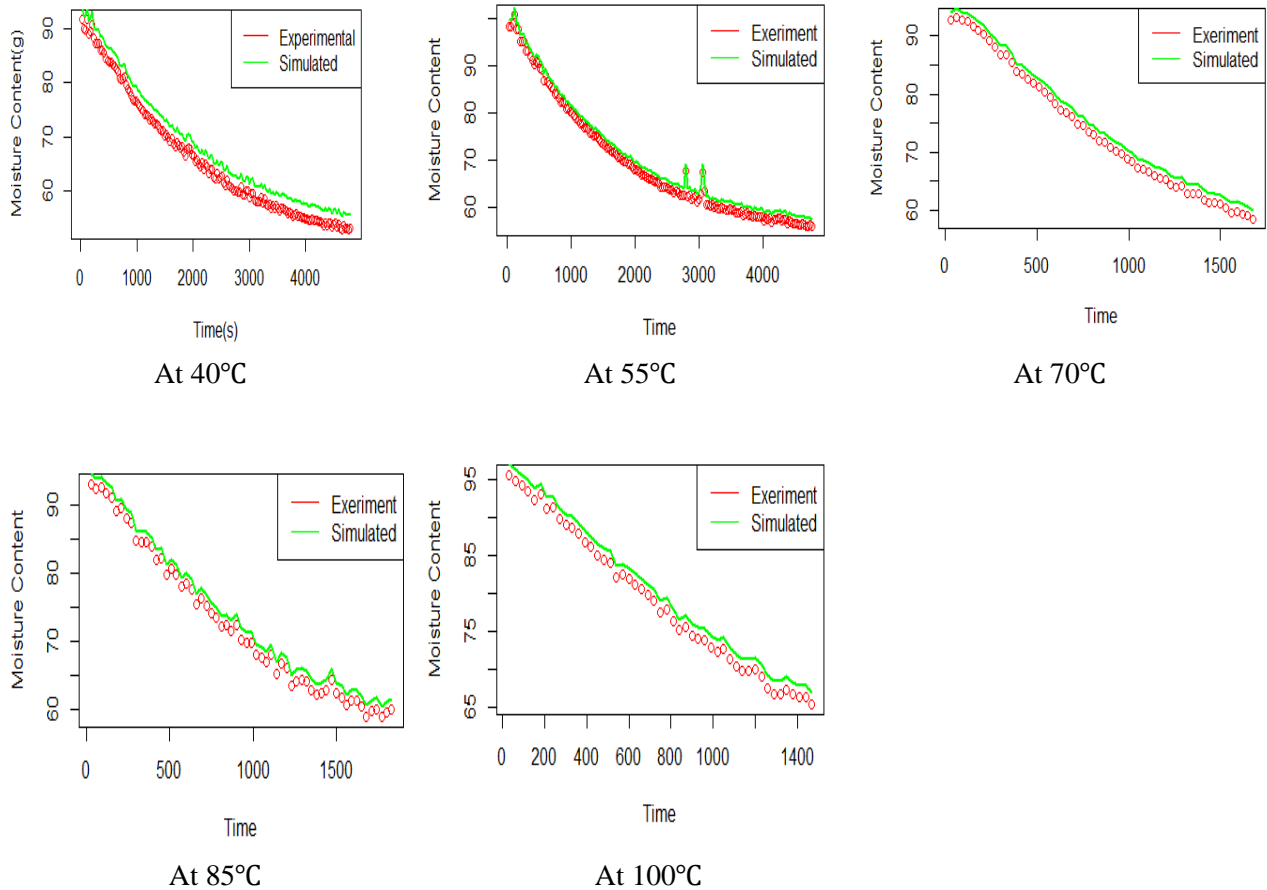 Moisture Content(g)
90
80
70
60
Experimental
Simulated
0 1000 2000 3000 4000
Time(s)
At 40°C
Moisture Content
90
80
70
60
Experiment
Simulated
0 1000 2000 3000 4000
Time
At 55°C
Moisture Content
90
80
70
60
Experiment
Simulated
0 500 1000 1500
Time
At 70°C
Moisture Content
90
80
70
60
Experiment
Simulated
0 500 1000 1500
Time
At 85°C
Moisture Content
95
85
75
65
Experiment
Simulated
0 200 400 600 800 1000 1400
Time
At 100°C